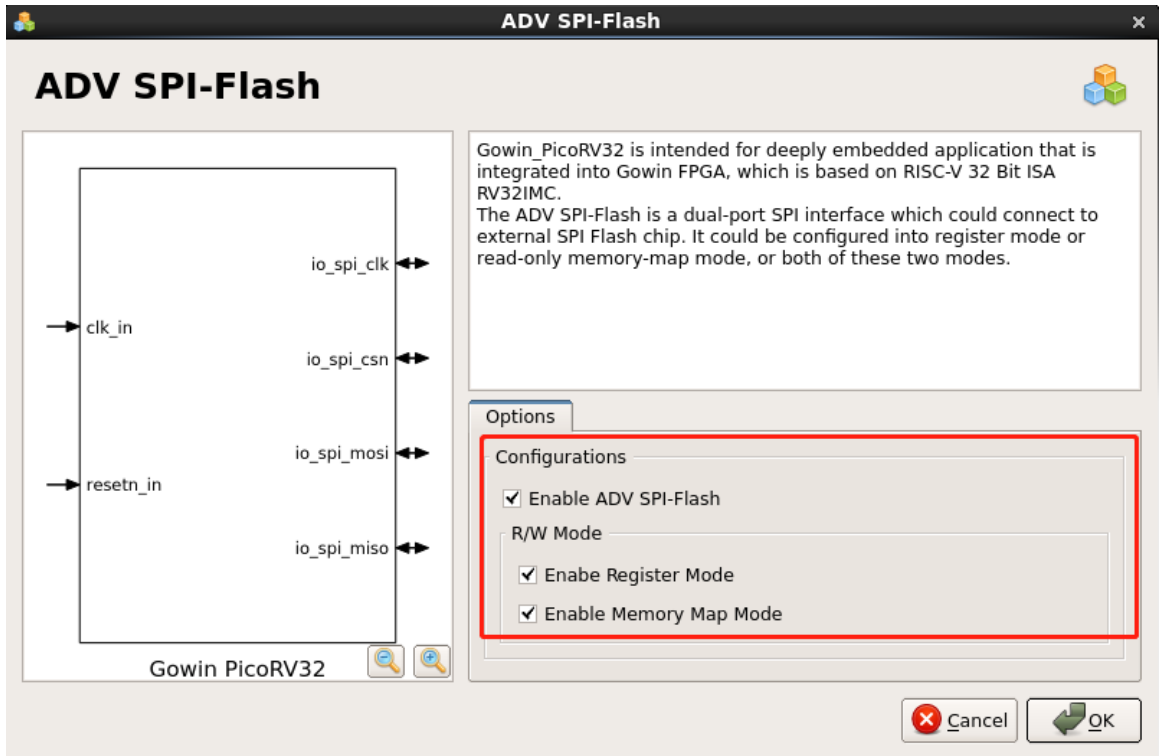 ADV SPI-Flash
ADV SPI-Flash
io_spi_clk
clk_in
io_spi_csn
io_spi_mosi
resetn_in
io_spi_miso
Gowin PicoRV32
Gowin_PicoRV32 is intended for deeply embedded application that is
integrated into Gowin FPGA, which is based on RISC-V 32 Bit ISA
RV32IMC.
The ADV SPI-Flash is a dual-port SPI interface which could connect to
external SPI Flash chip. It could be configured into register mode or
read-only memory-map mode, or both of these two modes.
Options
Configurations
Enable ADV SPI-Flash
R/W Mode
Enabe Register Mode
Enable Memory Map Mode
Cancel
OK